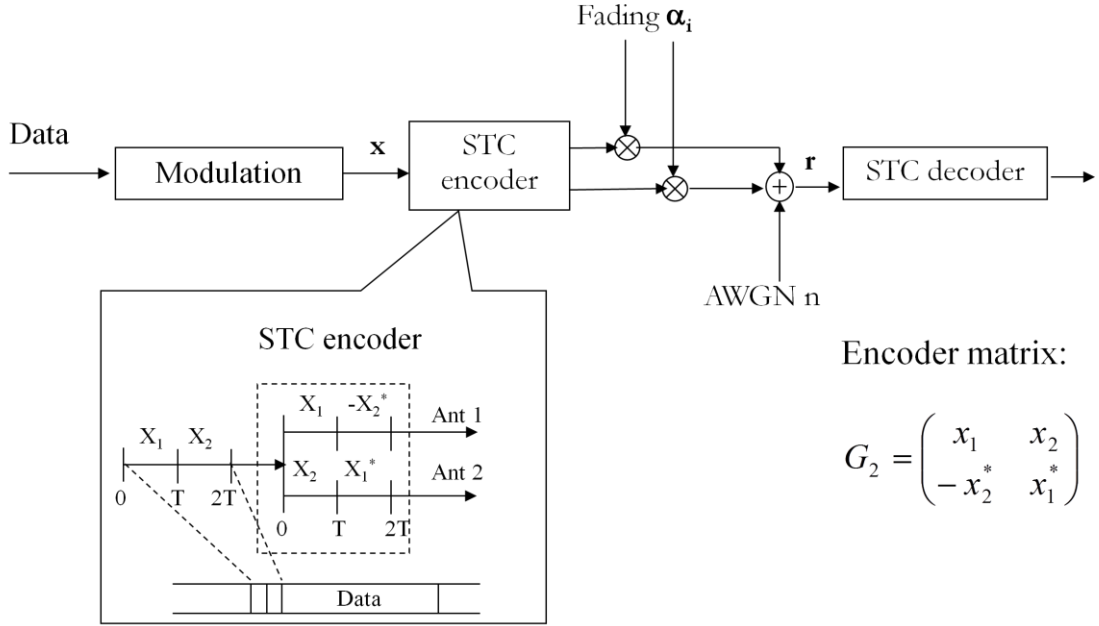 Fading αi
Data
Modulation
x
STC
encoder
r
STC decoder
AWGN n
STC encoder
X1 -X2* Ant 1
X1 X2
X2 X1* Ant 2
0 T 2T
0 T 2T
Data
Encoder matrix:
G2 = ( x1 x2
-x2* x1* )